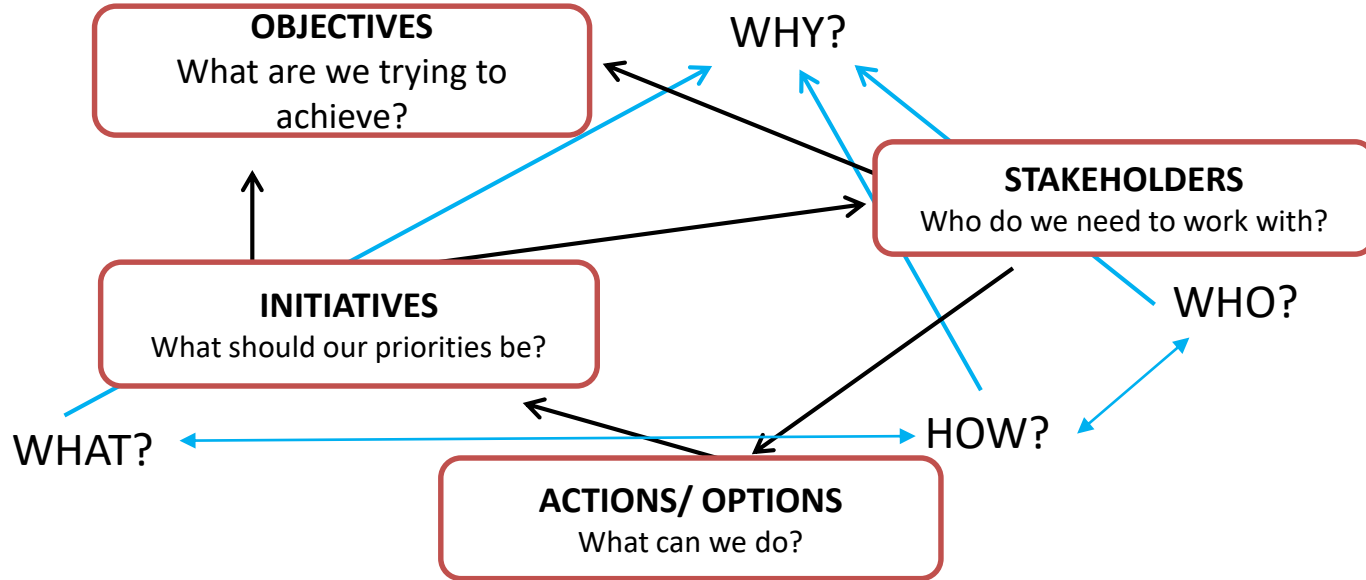 OBJECTIVES
What are we trying to
achieve?
WHY?
STAKEHOLDERS
Who do we need to work with?
INITIATIVES
What should our priorities be?
WHO?
WHAT?
HOW?
ACTIONS/ OPTIONS
What can we do?